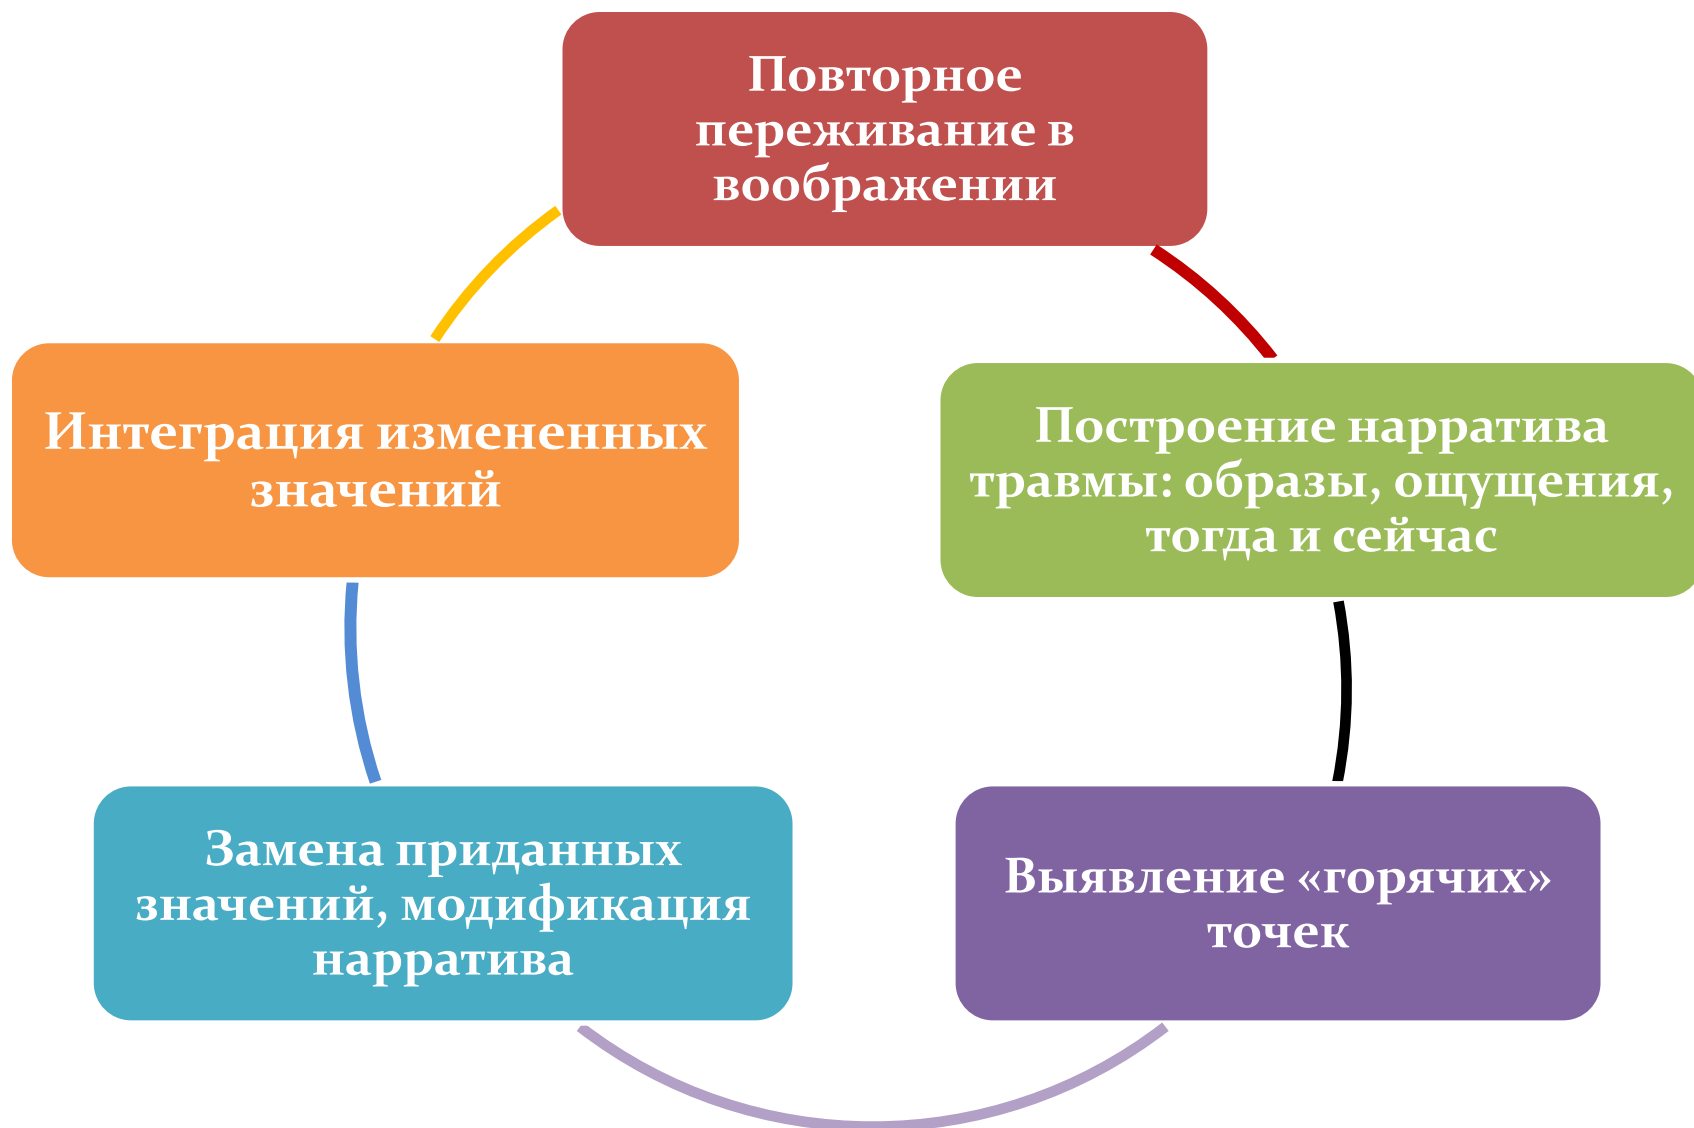 Повторное
переживание в
воображении
Построение нарратива
травмы: образы, ощущения,
тогда и сейчас
Выявление «горячих»
точек
Замена приданных
значений, модификация
нарратива
Интеграция измененных
значений